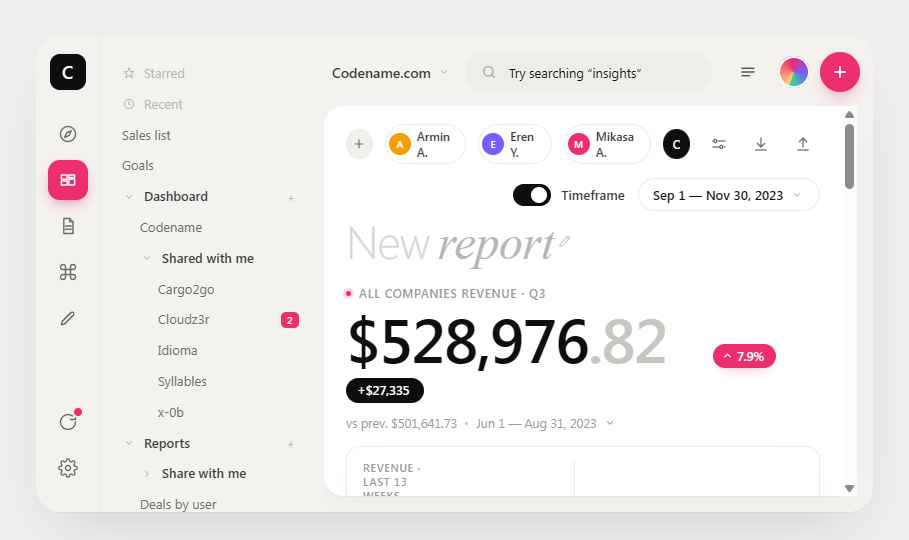 C
Starred
Recent
Sales list
Goals
Dashboard
Codename
Shared with me
Cargo2go
Cloudz3r
2
Idioma
Syllables
x-0b
Reports
Share with me
Deals by user
Codename.com
Try searching “insights”
+
+
A
Armin
A.
E
Eren
Y.
M
Mikasa
A.
C
Timeframe
Sep 1 — Nov 30, 2023
New report
ALL COMPANIES REVENUE · Q3
$528,976.82
7.9%
+$27,335
vs prev. $501,641.73 • Jun 1 — Aug 31, 2023
REVENUE ·
LAST 13
WEEKS